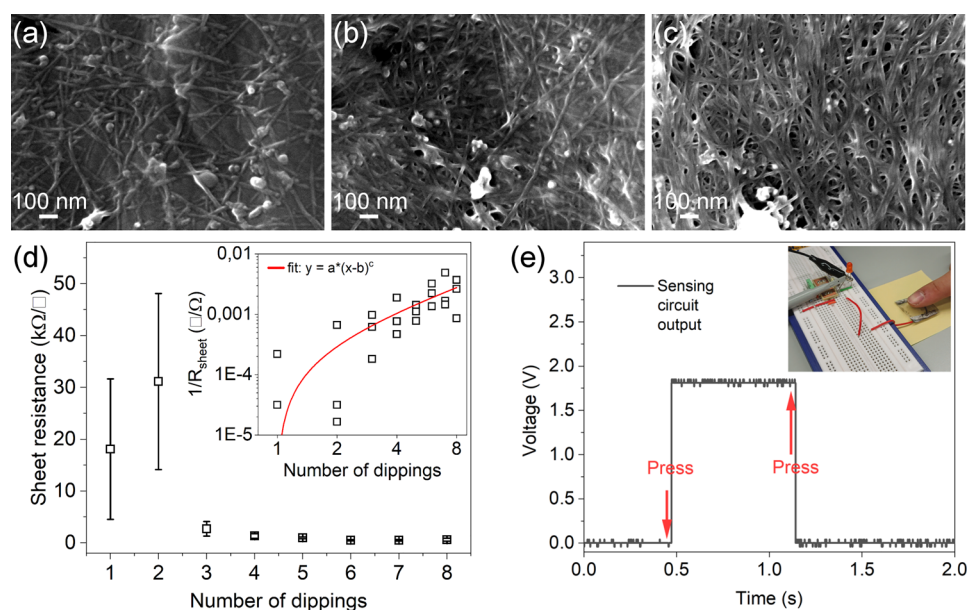 (a)
100 nm
(b)
100 nm
(c)
100 nm
(d)
Sheet resistance (kΩ/□)
50
40
30
20
10
0
1 2 3 4 5 6 7 8
Number of dippings
1/R_sheet (□/Ω)
0,01
0,001
1E-4
1E-5
fit: y = a*(x-b)^c
1 2 4 8
Number of dippings
(e)
Voltage (V)
3.0
2.5
2.0
1.5
1.0
0.5
0.0
Sensing
circuit
output
Press
Press
0.0 0.5 1.0 1.5 2.0
Time (s)